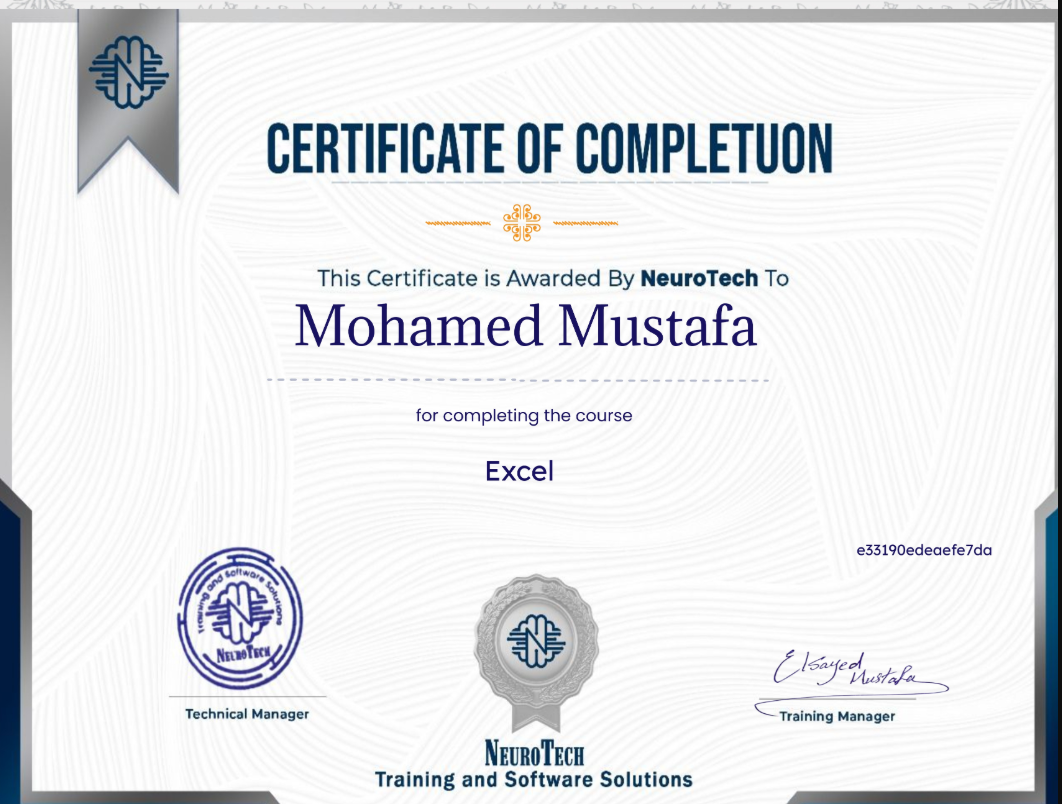 CERTIFICATE OF COMPLETUON
This Certificate is Awarded By NeuroTech To
Mohamed Mustafa
for completing the course
Excel
e33190edeaefe7da
Training and Software Solutions
NEUROTECH
Elsayed
Mustafa
Technical Manager
Training Manager
NEUROTECH
Training and Software Solutions